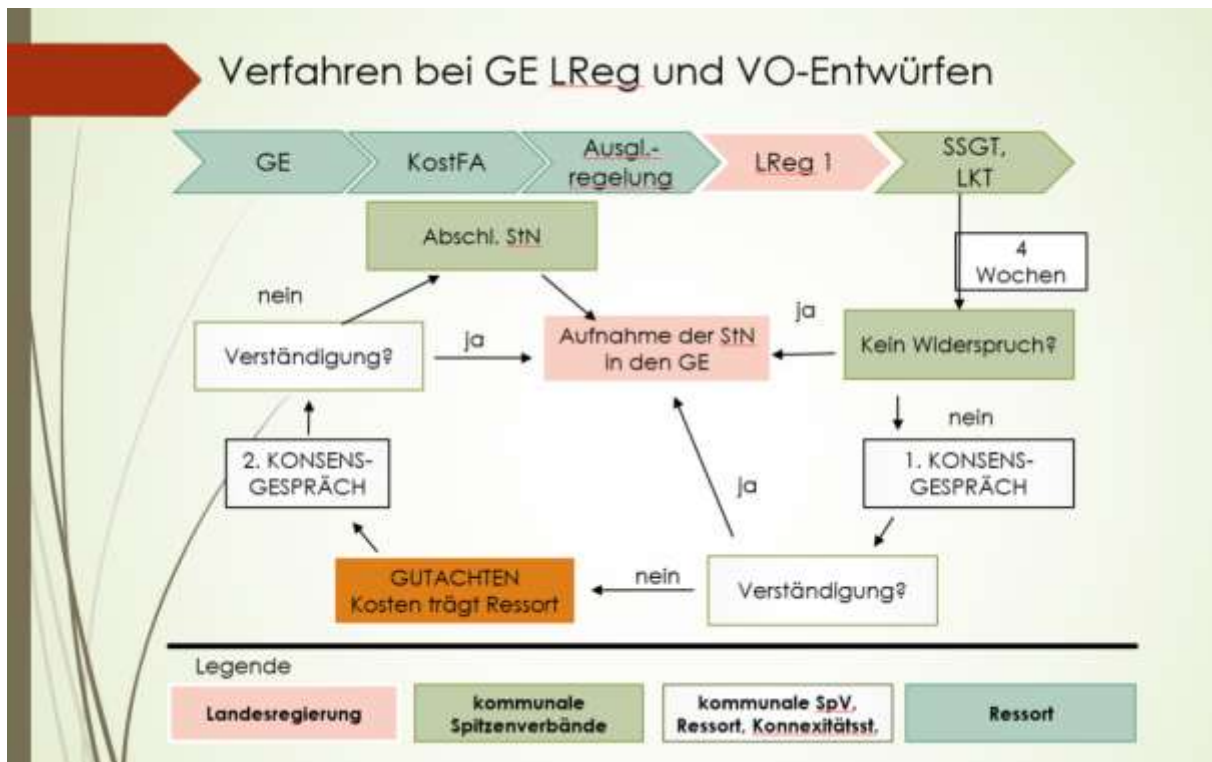 Verfahren bei GE LReg und VO-Entwürfen
GE
KostFA
Ausgl.-
regelung
LReg 1
SSGT,
LKT
Abschl. StN
4
Wochen
nein
ja
Verständigung?
ja
Aufnahme der StN
in den GE
Kein Widerspruch?
nein
2. KONSENS-
GESPRÄCH
1. KONSENS-
GESPRÄCH
ja
GUTACHTEN
Kosten trägt Ressort
nein
Verständigung?
Legende
Landesregierung
kommunale
Spitzenverbände
kommunale SpV,
Ressort, Konnexitätsst.
Ressort